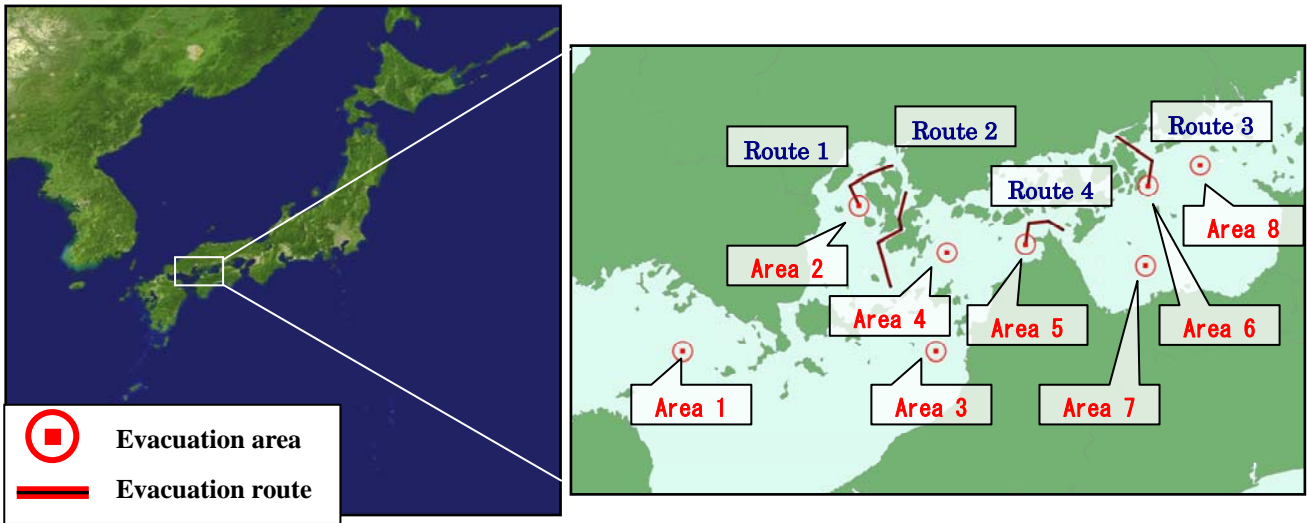 Evacuation area
Evacuation route
Route 1
Route 2
Route 3
Route 4
Area 1
Area 2
Area 3
Area 4
Area 5
Area 6
Area 7
Area 8